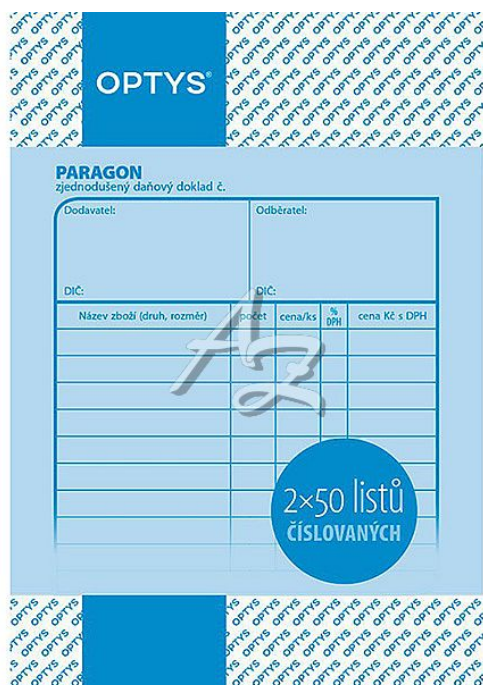 OPTYS®
PARAGON
zjednodušený daňový doklad č.
Dodavatel: Odběratel:
DIČ: DIČ:
Název zboží (druh, rozměr) počet cena/ks % DPH cena Kč s DPH
AZ
2×50 listů
ČÍSLOVANÝCH